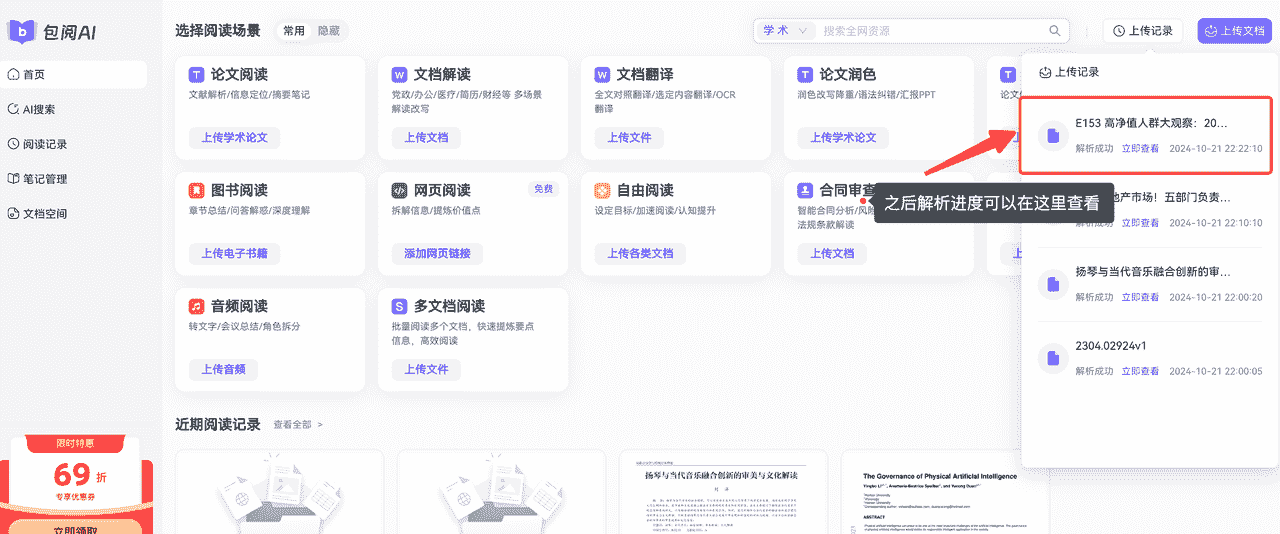 包阅AI
首页
AI搜索
阅读记录
笔记管理
文档空间
限时特惠
69 折
专享优惠券
立即领取
选择阅读场景 常用 隐藏
学术 搜索全网资源
上传记录 上传文档
论文阅读
文献解析/信息定位/摘要笔记
上传学术论文
文档解读
党政/办公/医疗/简历/财经等 多场景
解读改写
上传文档
文档翻译
全文对照翻译/选定内容翻译/OCR
翻译
上传文件
论文润色
润色改写降重/语法纠错/汇报PPT
上传学术论文
论文
图书阅读
章节总结/问答解惑/深度理解
上传电子书籍
网页阅读 免费
拆解信息/提炼价值点
添加网页链接
自由阅读
设定目标/加速阅读/认知提升
上传各类文档
合同审查
智能合同分析/风险
法规条款解读
上传文档
之后解析进度可以在这里查看
音频阅读
转文字/会议总结/角色拆分
上传音频
多文档阅读
批量阅读多个文档，快速提炼要点
信息，高效阅读
上传文件
上传记录
E153 高净值人群大观察：20...
解析成功 立即查看 2024-10-21 22:22:10
地产市场！五部门负责...
解析成功 立即查看 2024-10-21 22:10:10
扬琴与当代音乐融合创新的审...
解析成功 立即查看 2024-10-21 22:00:20
2304.02924v1
解析成功 立即查看 2024-10-21 22:00:05
近期阅读记录 查看全部 >
扬琴与当代音乐融合创新的审美与文化解读
The Governance of Physical Artificial Intelligence
ABSTRACT